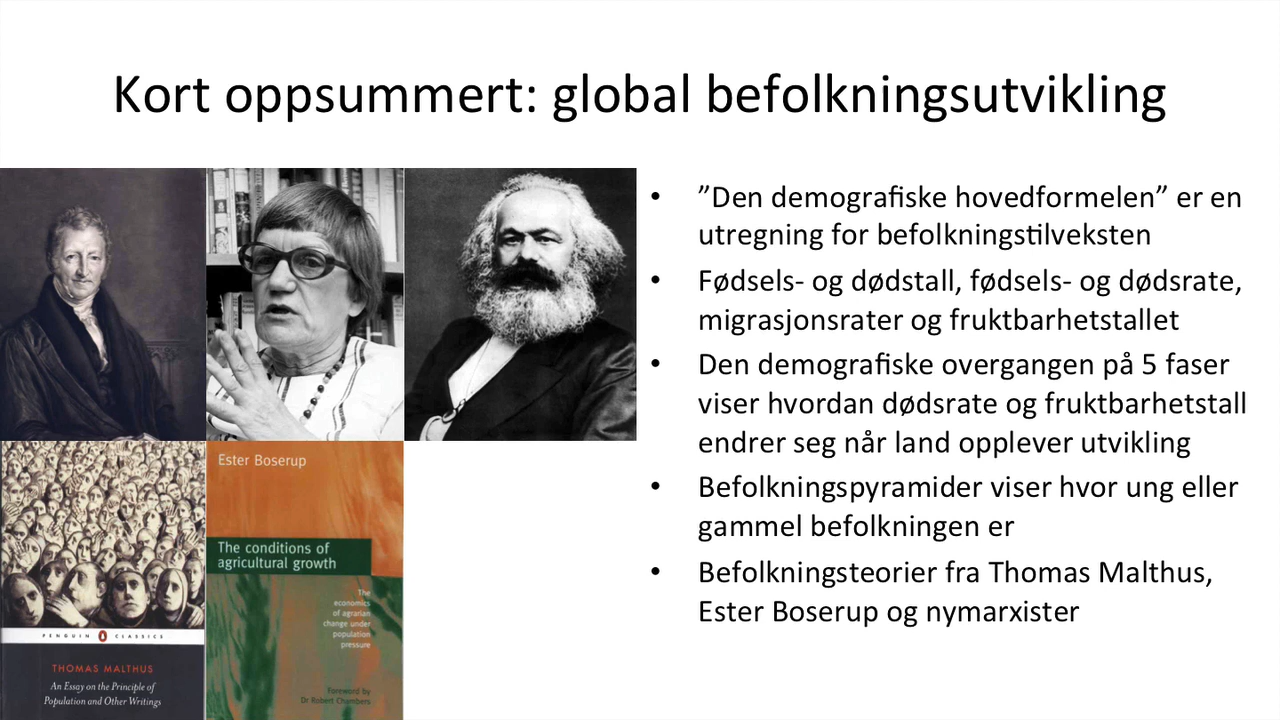 Kort oppsummert: global befolkningsutvikling
• ”Den demografiske hovedformelen” er en
utregning for befolkningstilveksten
• Fødsels- og dødstall, fødsels- og dødsrate,
migrasjonsrater og fruktbarhetstallet
• Den demografiske overgangen på 5 faser
viser hvordan dødsrate og fruktbarhetstall
endrer seg når land opplever utvikling
• Befolkningspyramider viser hvor ung eller
gammel befolkningen er
• Befolkningsteorier fra Thomas Malthus,
Ester Boserup og nymarxister
PENGUIN CLASSICS
THOMAS MALTHUS
An Essay on the Principle of
Population and Other Writings
Ester Boserup
The conditions of
agricultural growth
The
economics
of agrarian
change under
population
pressure
Foreword by
Dr Robert Chambers